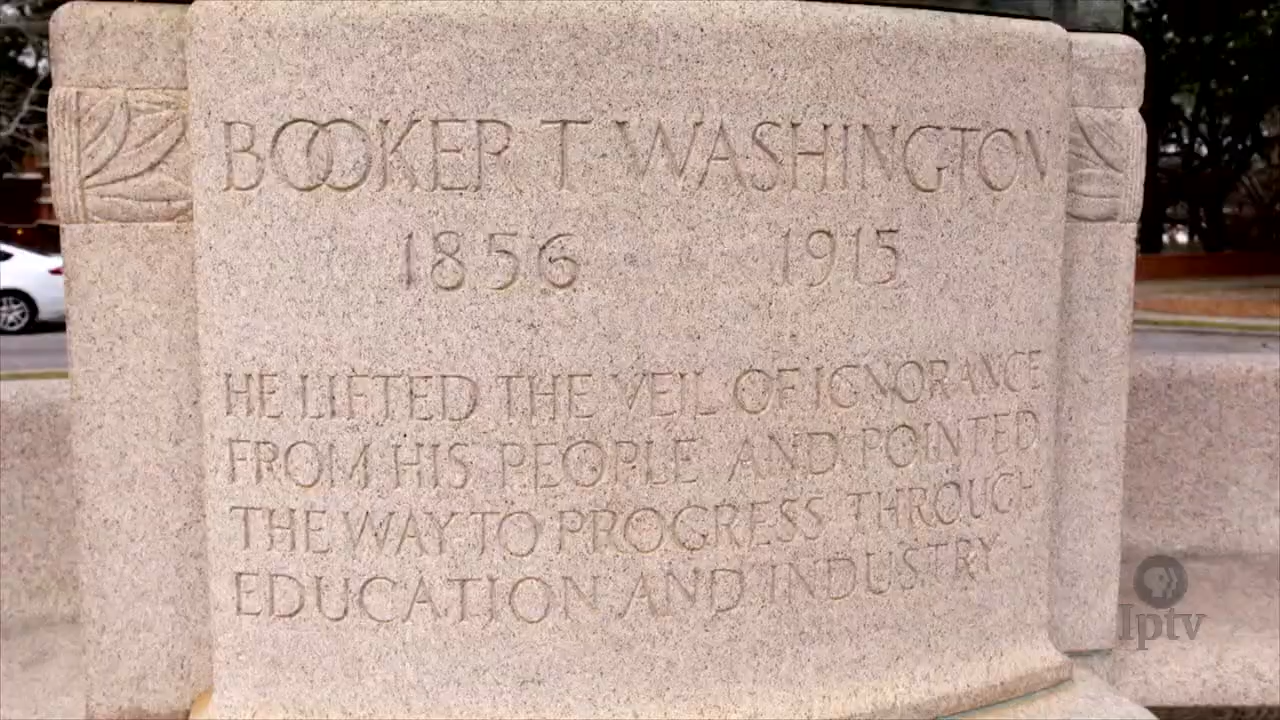 BOOKER T WASHINGTON
1856 1915
HE LIFTED THE VEIL OF IGNORANCE
FROM HIS PEOPLE AND POINTED
THE WAY TO PROGRESS THROUGH
EDUCATION AND INDUSTRY
Iptv